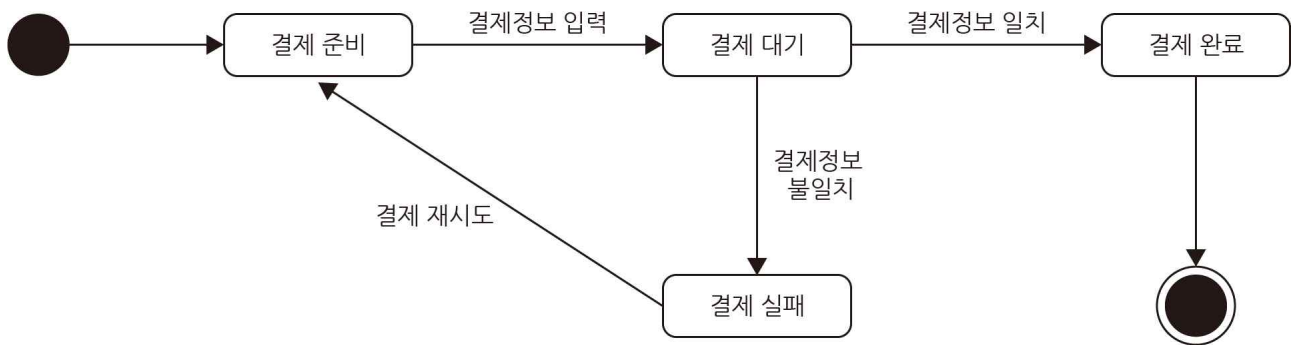 결제 준비
결제정보 입력
결제 대기
결제정보 일치
결제 완료
결제정보
불일치
결제 재시도
결제 실패